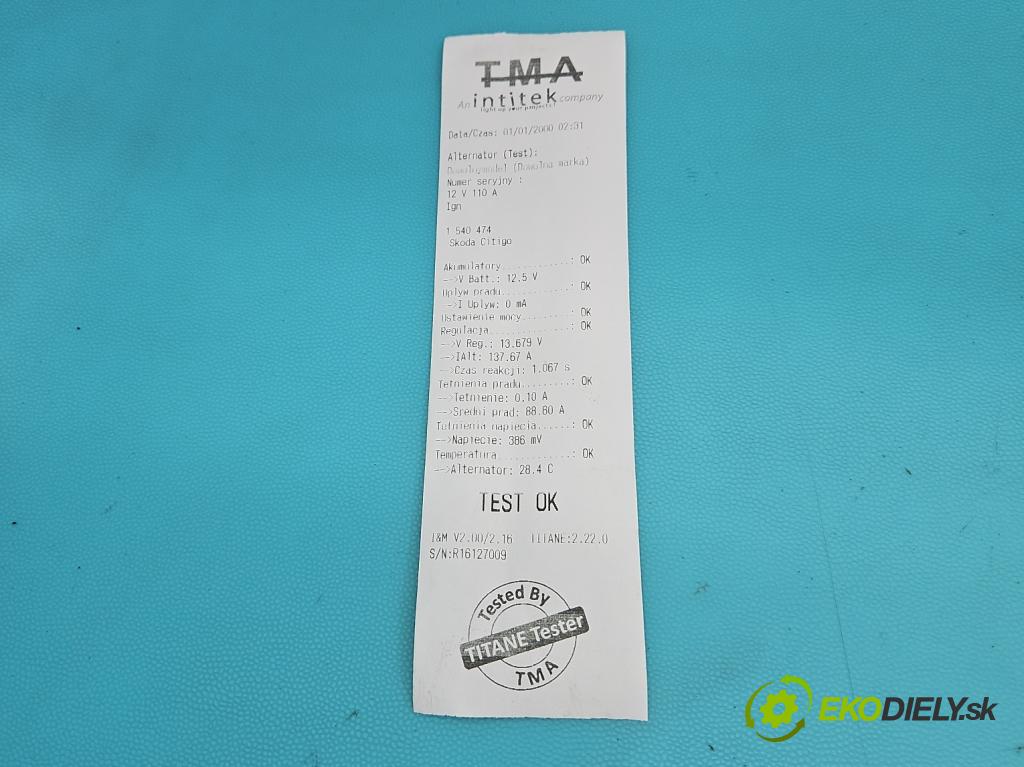 TMA
An intitek company
light up your projects!
Data/Czas: 01/01/2000 02:31
Alternator (Test):
Dowolnymodel (Dowolna marka)
Numer seryjny :
12 V 110 A
Ign
1 540 474
Skoda Citigo
Akumulatory...........: OK
-->V Batt.: 12.5 V
Uplyw pradu...........: OK
-->I Uplyw: 0 mA
Ustawienie mocy.......: OK
Regulacja.............: OK
-->V Reg.: 13.679 V
-->IAlt: 137.67 A
-->Czas reakcji: 1.067 s
Tetnienia pradu........: OK
-->Tetnienie: 0.10 A
-->Sredni prad: 88.60 A
Tetnienia napiecia......: OK
-->Napiecie: 386 mV
Temperatura............: OK
-->Alternator: 28.4 C
TEST OK
I&M V2.00/2.16 TITANE:2.22.0
S/N:R16127009
Tested By
TITANE Tester
TMA
EKODIELY.sk